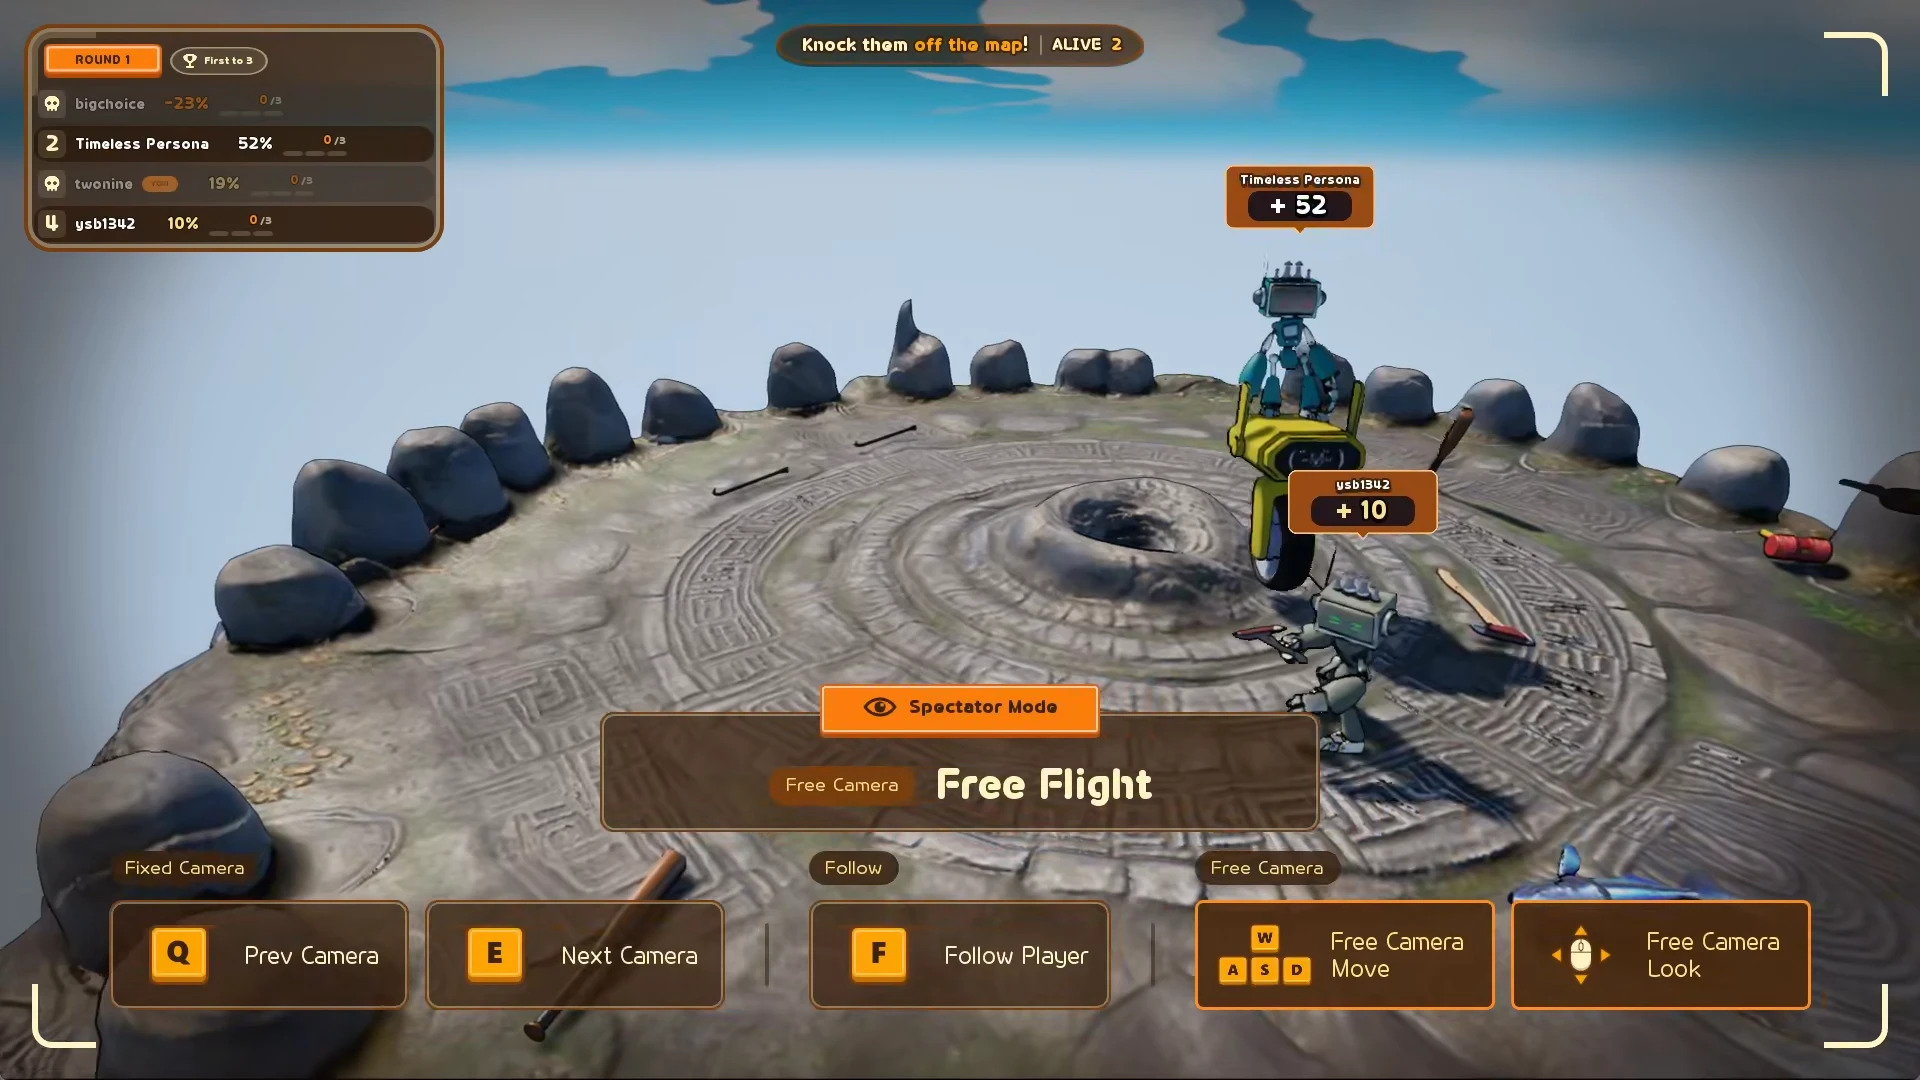 ROUND 1
First to 3
bigchoice -23% 0/3
2 Timeless Persona 52% 0/3
twonine YOU 19% 0/3
4 ysb1342 10% 0/3
Knock them off the map! | ALIVE 2
Timeless Persona
+ 52
ysb1342
+ 10
Spectator Mode
Free Camera Free Flight
Fixed Camera
Q Prev Camera
E Next Camera
Follow
F Follow Player
Free Camera
W
A S D
Free Camera
Move
Free Camera
Look